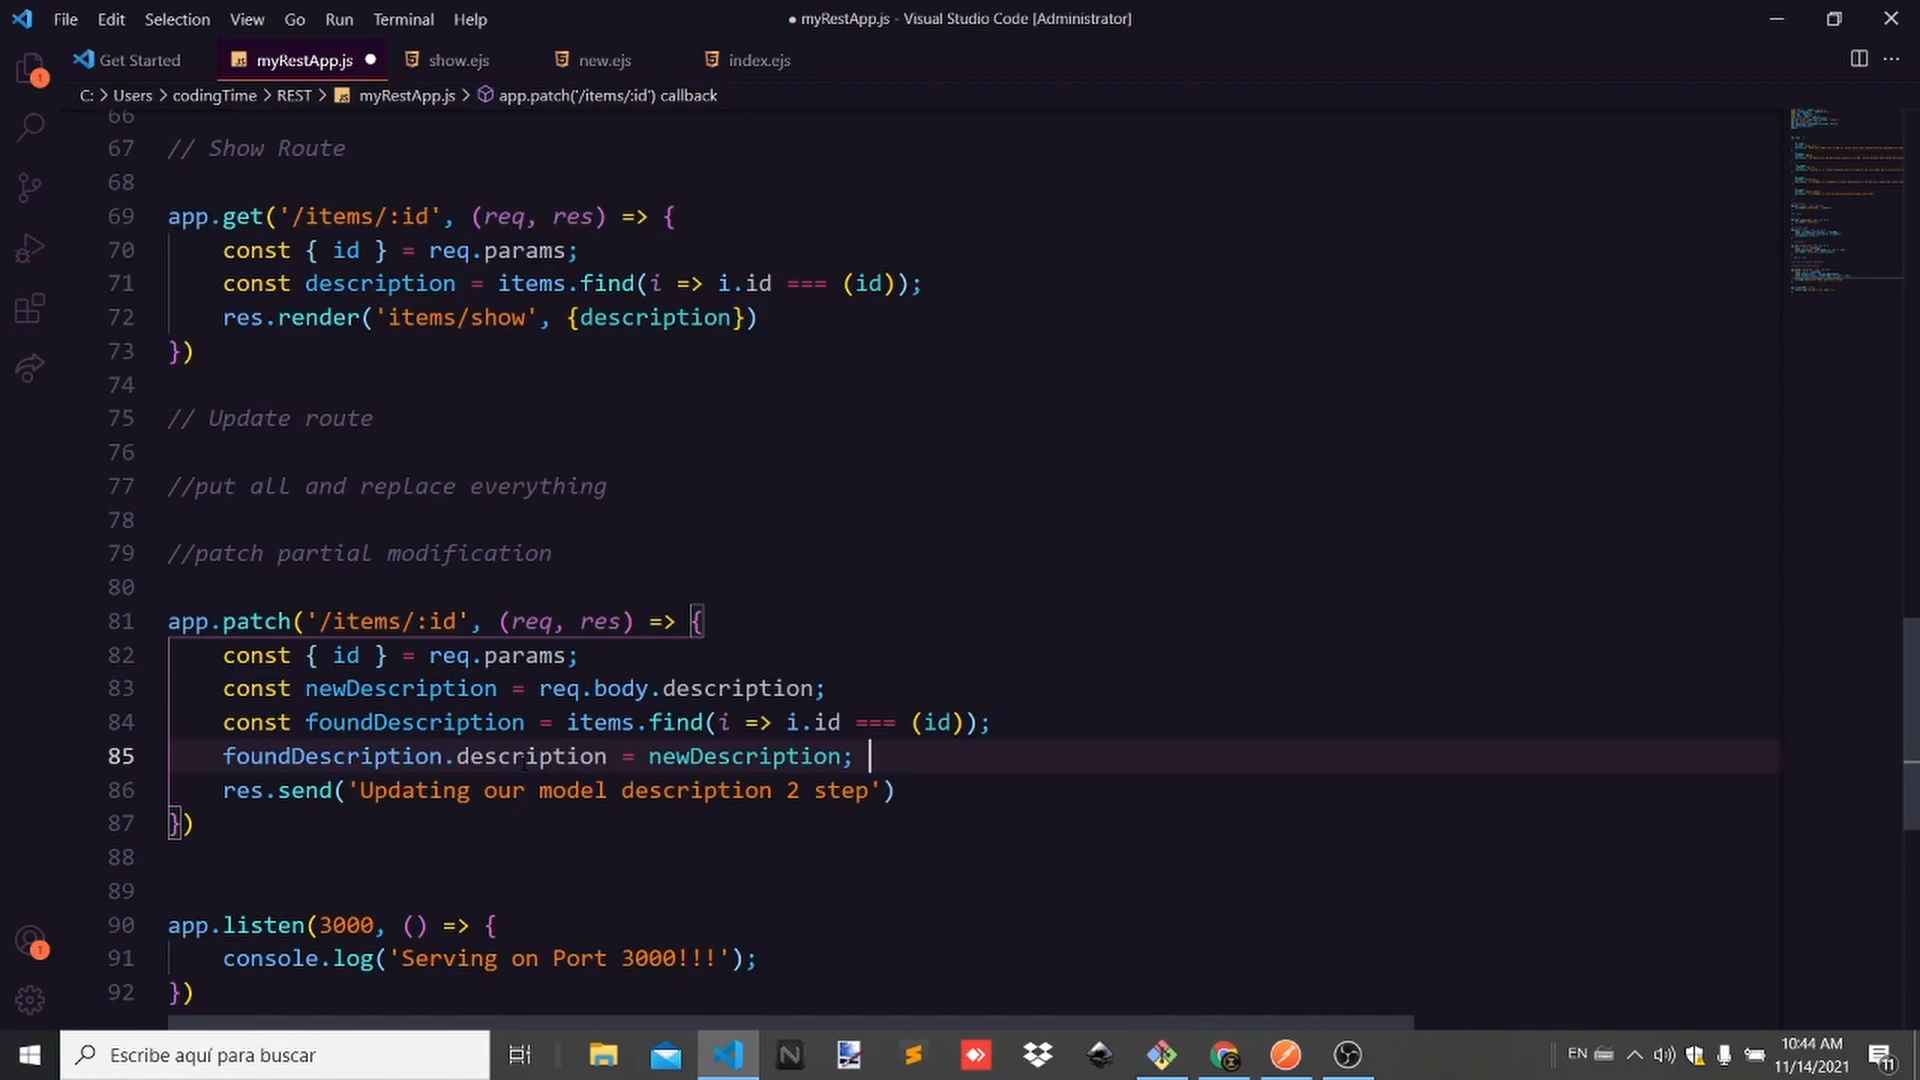 File Edit Selection View Go Run Terminal Help
● myRestApp.js - Visual Studio Code [Administrator]
Get Started myRestApp.js show.ejs new.ejs index.ejs
C: > Users > codingTime > REST > myRestApp.js > app.patch('/items/:id') callback
66
67 // Show Route
68
69 app.get('/items/:id', (req, res) => {
70 const { id } = req.params;
71 const description = items.find(i => i.id === (id));
72 res.render('items/show', {description})
73 })
74
75 // Update route
76
77 //put all and replace everything
78
79 //patch partial modification
80
81 app.patch('/items/:id', (req, res) => {
82 const { id } = req.params;
83 const newDescription = req.body.description;
84 const foundDescription = items.find(i => i.id === (id));
85 foundDescription.description = newDescription;
86 res.send('Updating our model description 2 step')
87 })
88
89
90 app.listen(3000, () => {
91 console.log('Serving on Port 3000!!!');
92 })
1
1
Escribe aquí para buscar
EN
10:44 AM
11/14/2021
11